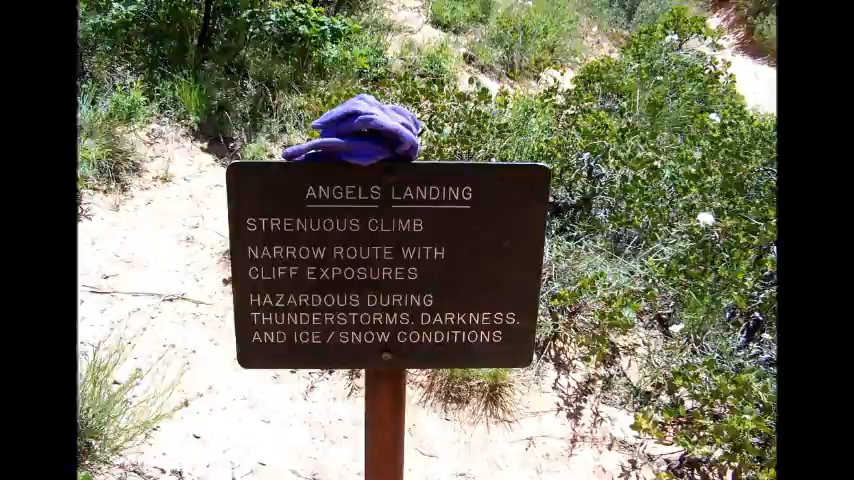 ANGELS LANDING
STRENUOUS CLIMB
NARROW ROUTE WITH
CLIFF EXPOSURES
HAZARDOUS DURING
THUNDERSTORMS, DARKNESS,
AND ICE/SNOW CONDITIONS